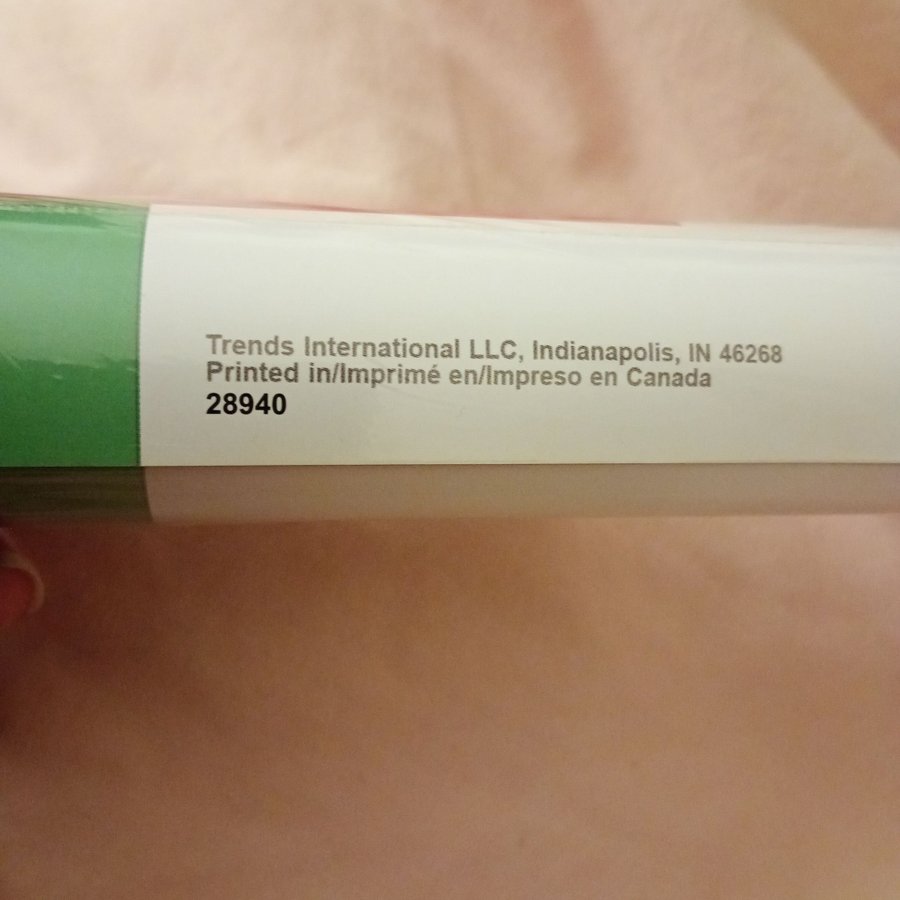 Trends International LLC, Indianapolis, IN 46268
Printed in/Imprimé en/Impreso en Canada
28940